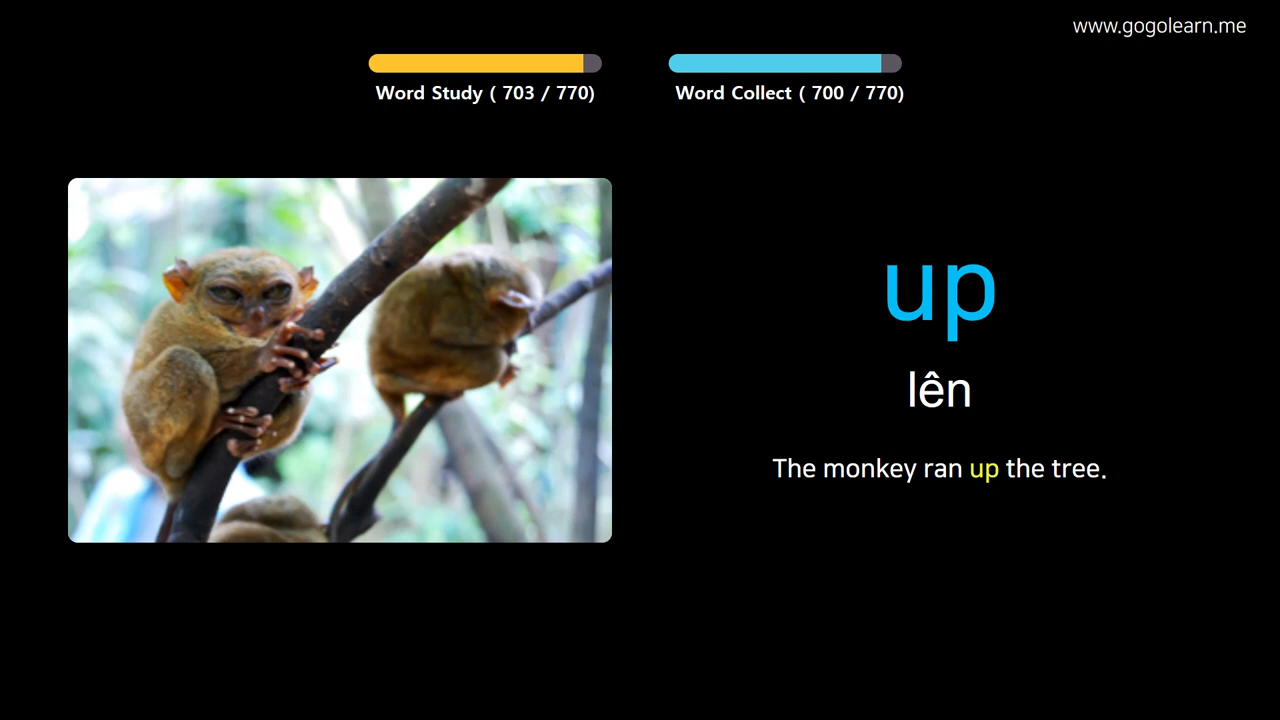 www.gogolearn.me
Word Study ( 703 / 770)
Word Collect ( 700 / 770)
up
lên
The monkey ran up the tree.